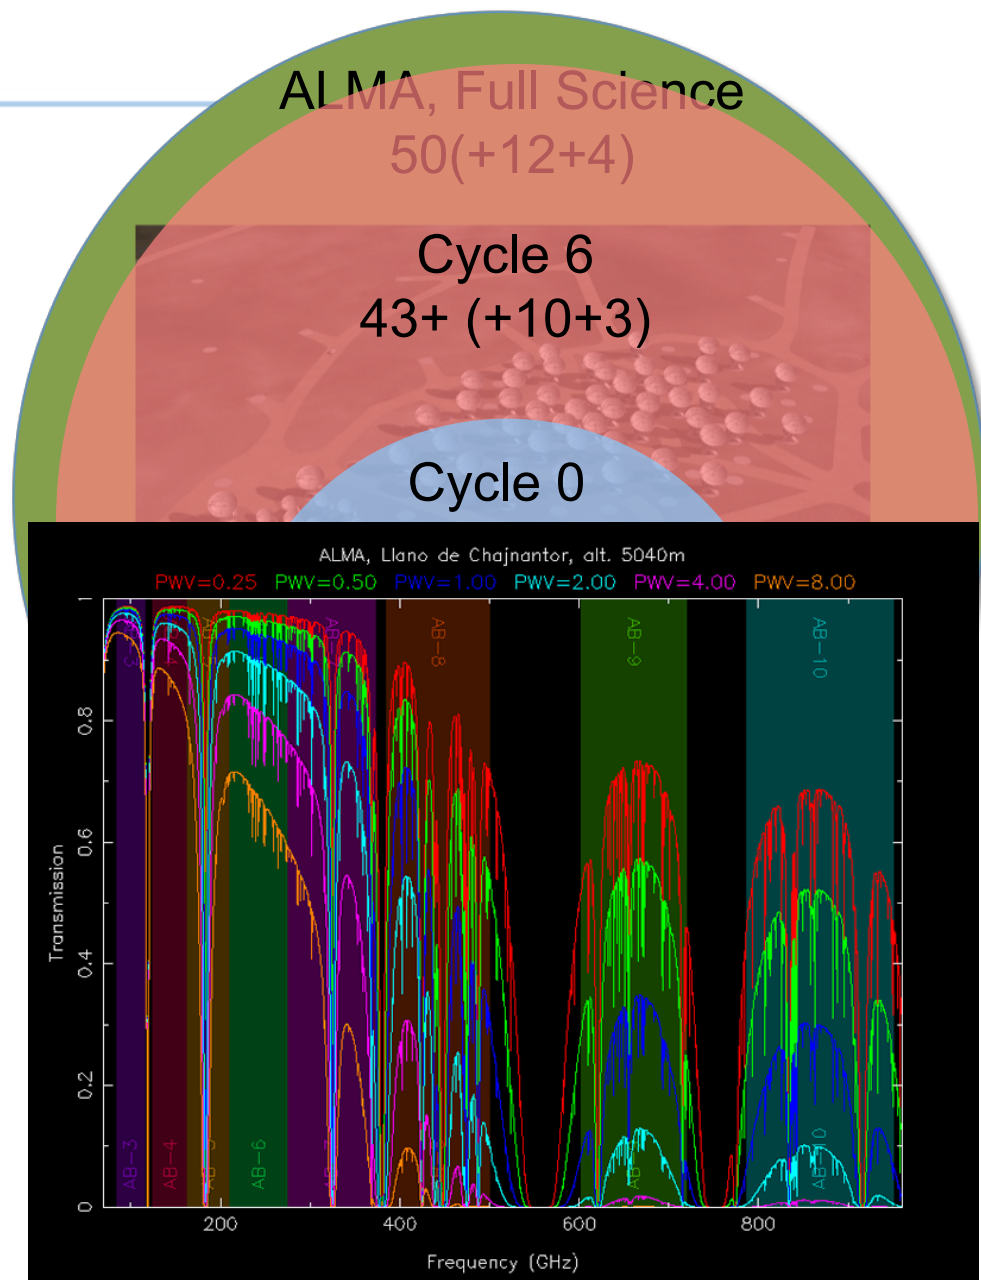 ALMA, Full Science
50(+12+4)
Cycle 6
43+ (+10+3)
Cycle 0
ALMA, Llano de Chajnantor, alt. 5040m
PWV=0.25 PWV=0.50 PWV=1.00 PWV=2.00 PWV=4.00 PWV=8.00
AB-8
AB-9
AB-10
1
0.8
0.6
0.4
0.2
0
Transmission
AB-3
AB-4
AB-6
200
400
600
800
Frequency (GHz)